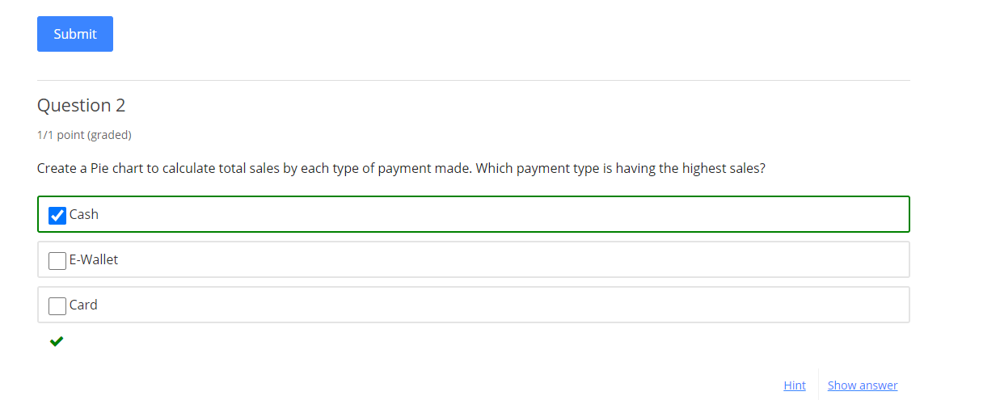 Submit
Question 2
1/1 point (graded)
Create a Pie chart to calculate total sales by each type of payment made. Which payment type is having the highest sales?
Cash
E-Wallet
Card
Hint
Show answer